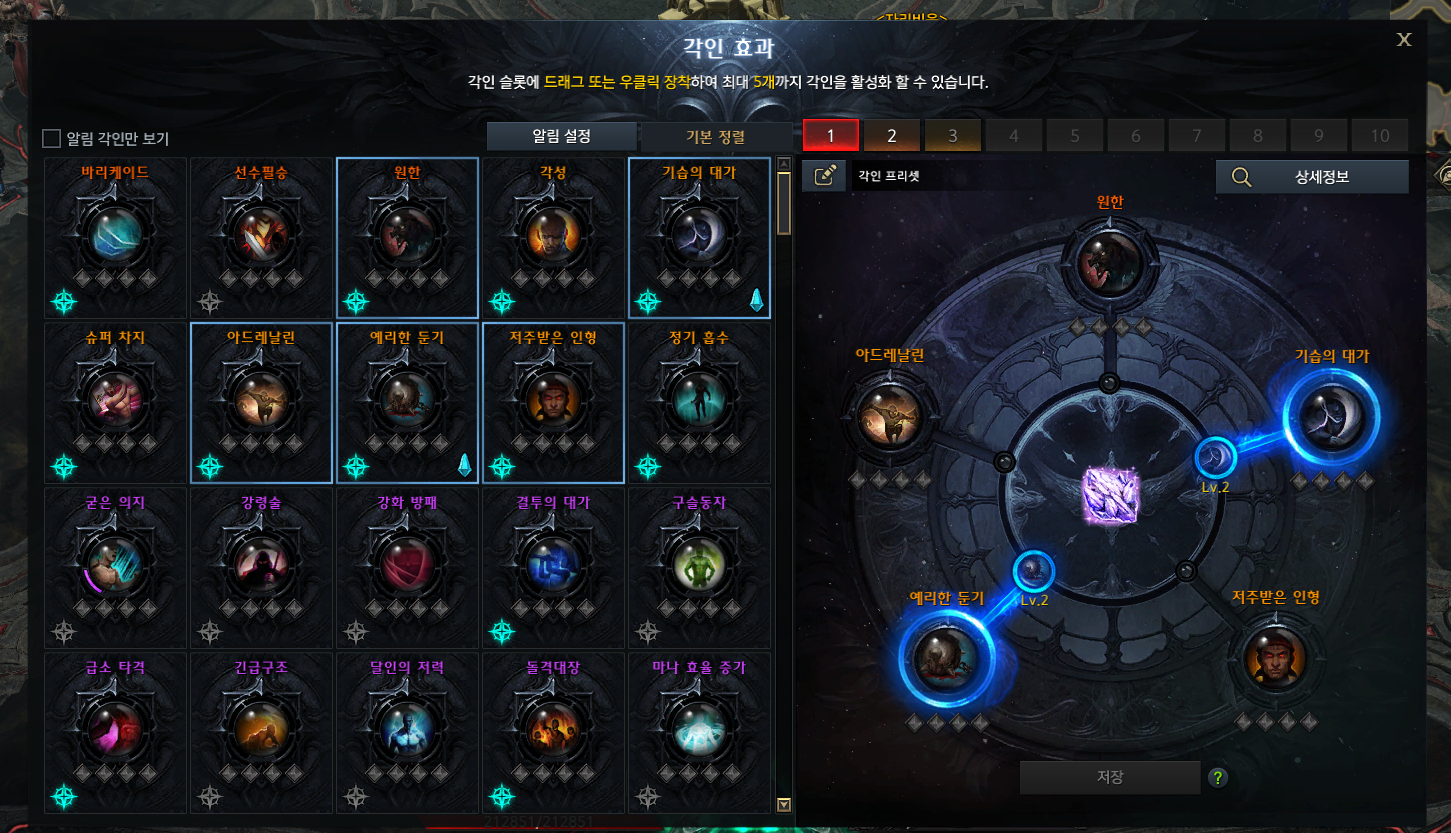 <자리비움>
각인 효과
X
각인 슬롯에 드래그 또는 우클릭 장착하여 최대 5개까지 각인을 활성화 할 수 있습니다.
알림 각인만 보기
알림 설정
기본 정렬
1 2 3 4 5 6 7 8 9 10
각인 프리셋
상세정보
바리케이드 선수필승 원한 각성 기습의 대가
슈퍼 차지 아드레날린 예리한 둔기 저주받은 인형 정기 흡수
굳은 의지 강령술 강화 방패 결투의 대가 구슬동자
급소 타격 긴급구조 달인의 저력 돌격대장 마나 효율 증가
원한
아드레날린
기습의 대가
Lv.2
예리한 둔기
Lv.2
저주받은 인형
저장
?
212851/212851